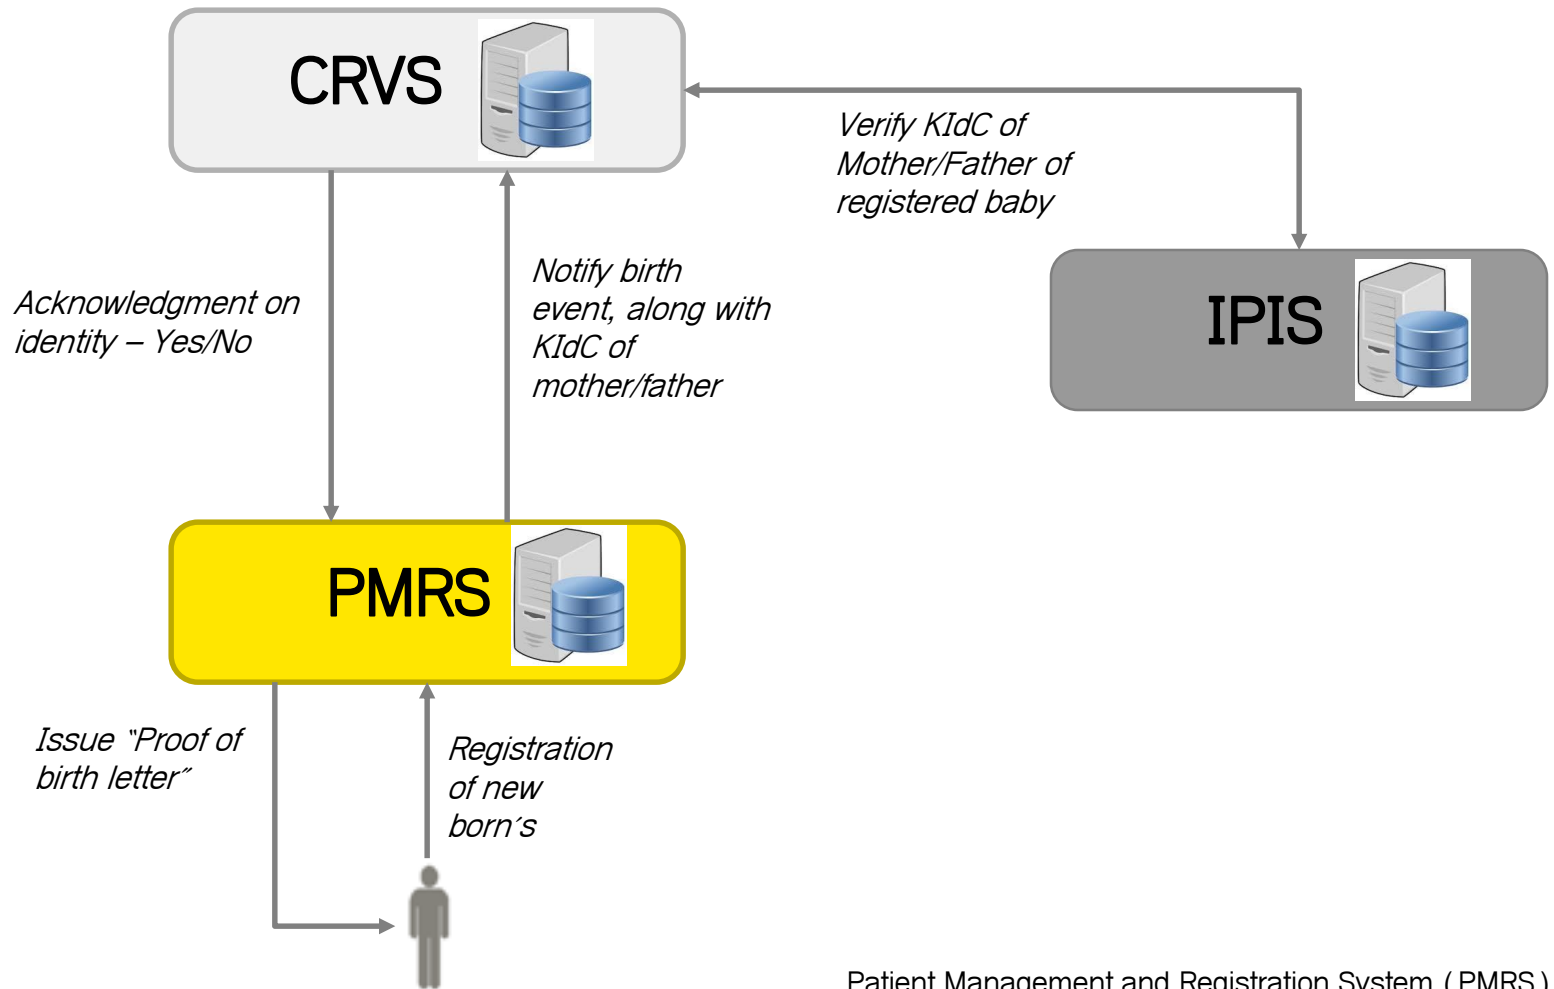 CRVS
Verify KIdC of
Mother/Father of
registered baby
IPIS
Acknowledgment on
identity – Yes/No
Notify birth
event, along with
KIdC of
mother/father
PMRS
Issue “Proof of
birth letter”
Registration
of new
born’s
Patient Management and Registration System ( PMRS )